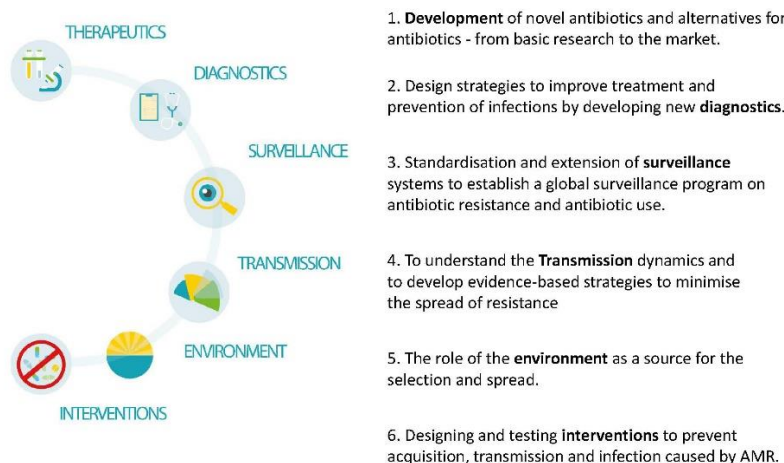 THERAPEUTICS
DIAGNOSTICS
SURVEILLANCE
TRANSMISSION
ENVIRONMENT
INTERVENTIONS
1. Development of novel antibiotics and alternatives for
antibiotics - from basic research to the market.
2. Design strategies to improve treatment and
prevention of infections by developing new diagnostics.
3. Standardisation and extension of surveillance
systems to establish a global surveillance program on
antibiotic resistance and antibiotic use.
4. To understand the Transmission dynamics and
to develop evidence-based strategies to minimise
the spread of resistance
5. The role of the environment as a source for the
selection and spread.
6. Designing and testing interventions to prevent
acquisition, transmission and infection caused by AMR.